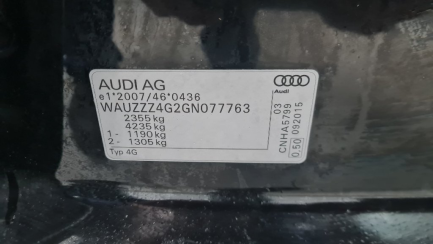 AUDI AG
e1*2007/46*0436
WAUZZZ4G2GN077763
2355 kg
4235 kg
1- 1190 kg
2- 1305 kg
Typ 4G
Audi
03
CNHA5799
0.50 092015